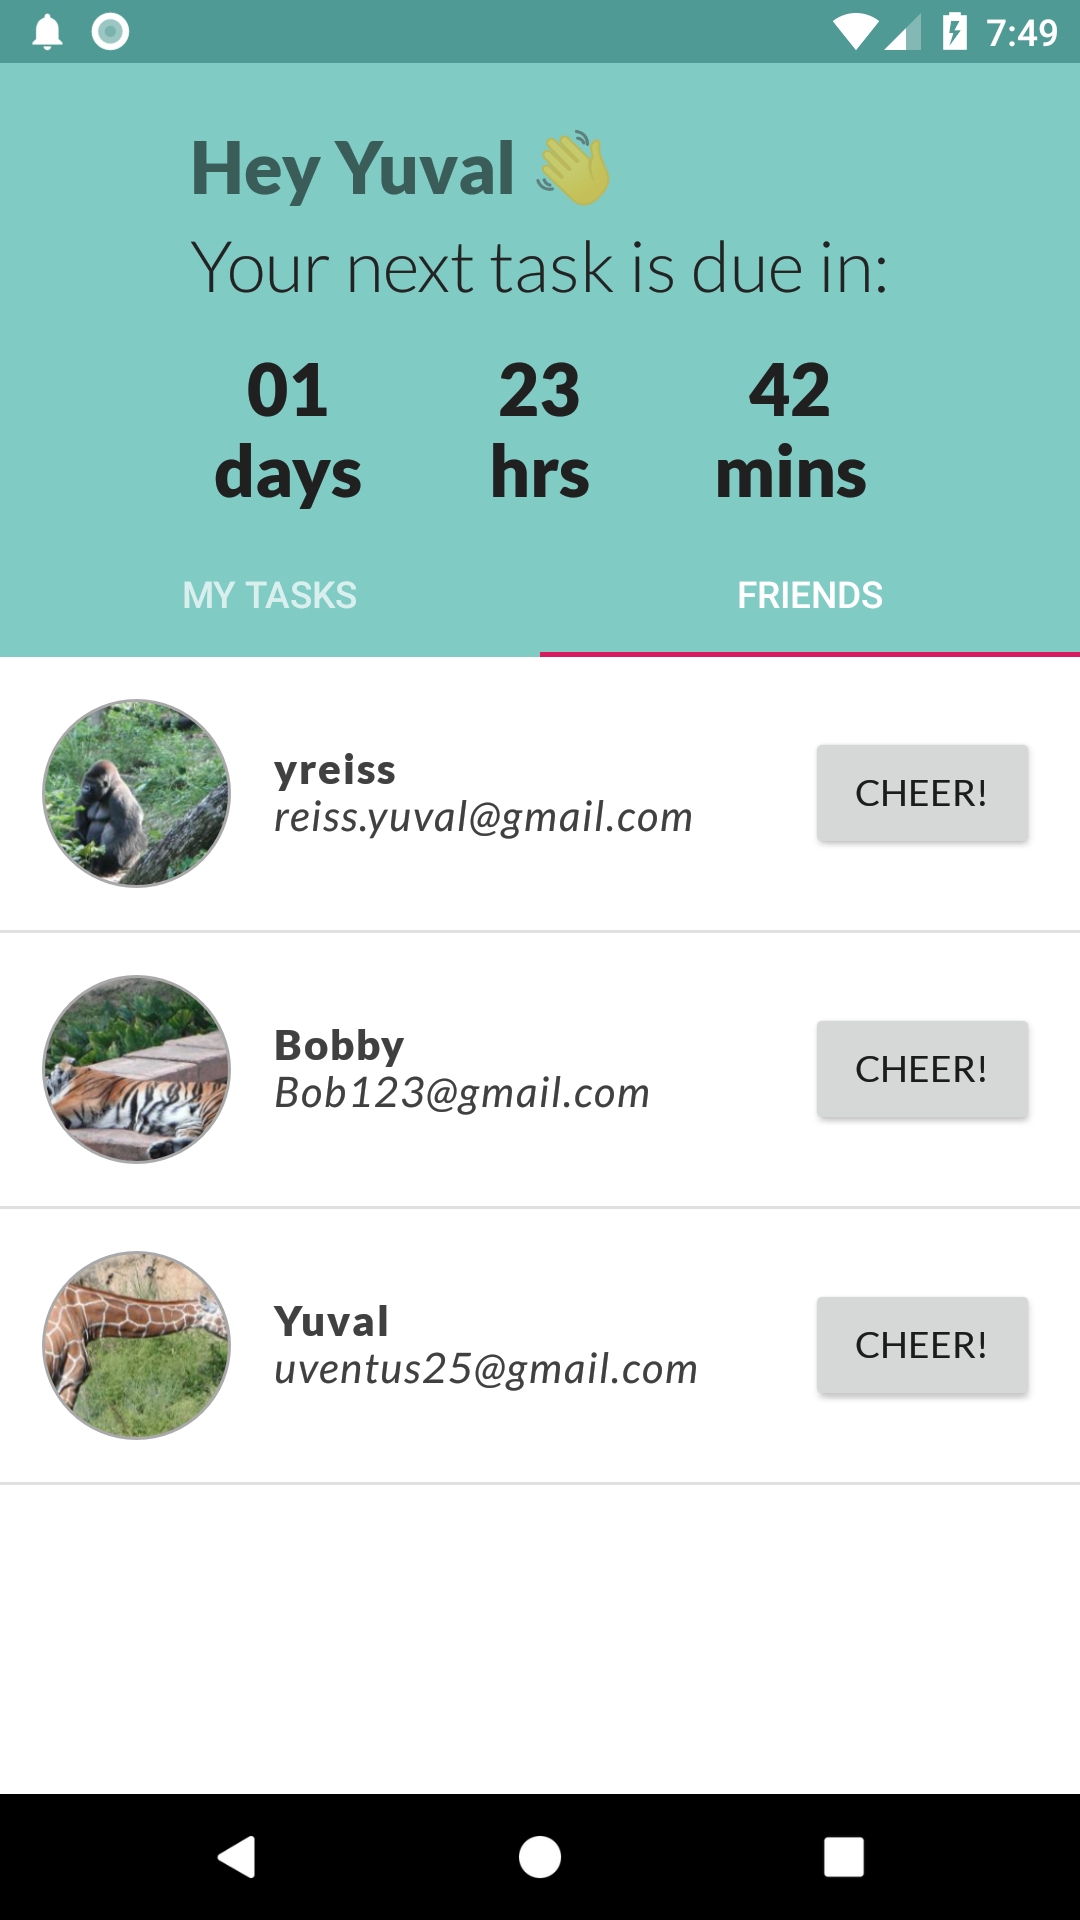 7:49
Hey Yuval 👋
Your next task is due in:
01 23 42
days hrs mins
MY TASKS FRIENDS
yreiss
reiss.yuval@gmail.com
CHEER!
Bobby
Bob123@gmail.com
CHEER!
Yuval
uventus25@gmail.com
CHEER!